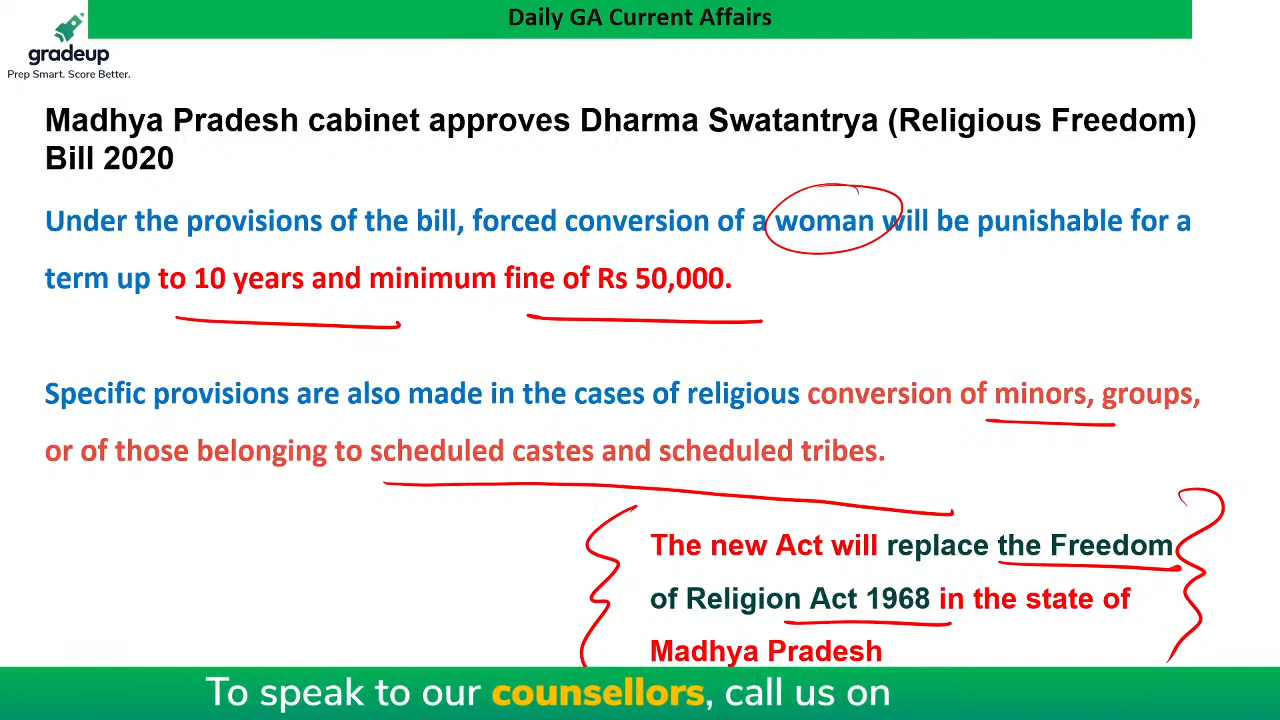 Daily GA Current Affairs
gradeup
Prep Smart. Score Better.
Madhya Pradesh cabinet approves Dharma Swatantrya (Religious Freedom)
Bill 2020
Under the provisions of the bill, forced conversion of a woman will be punishable for a
term up to 10 years and minimum fine of Rs 50,000.
Specific provisions are also made in the cases of religious conversion of minors, groups,
or of those belonging to scheduled castes and scheduled tribes.
The new Act will replace the Freedom
of Religion Act 1968 in the state of
Madhya Pradesh
To speak to our counsellors, call us on